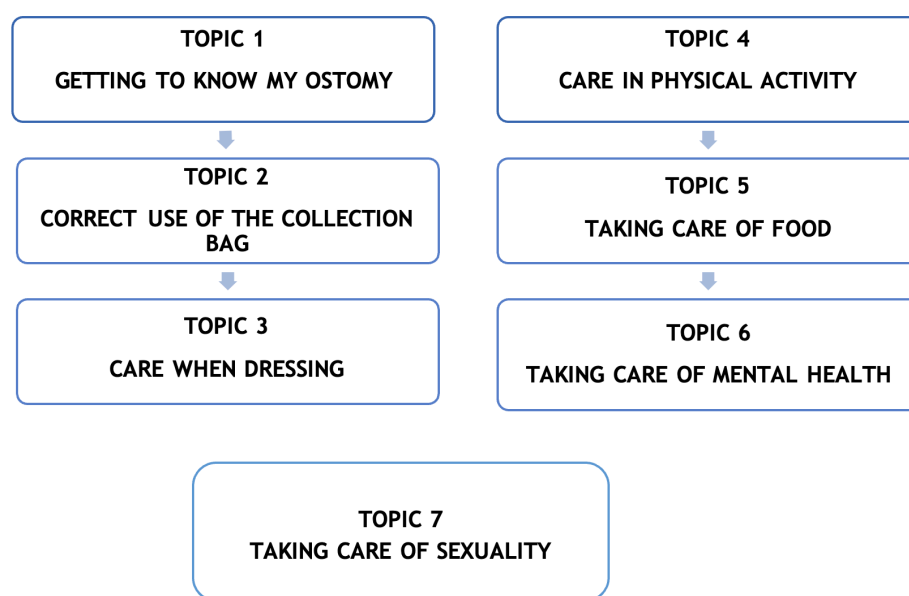 TOPIC 1
GETTING TO KNOW MY OSTOMY
TOPIC 2
CORRECT USE OF THE COLLECTION
BAG
TOPIC 3
CARE WHEN DRESSING
TOPIC 4
CARE IN PHYSICAL ACTIVITY
TOPIC 5
TAKING CARE OF FOOD
TOPIC 6
TAKING CARE OF MENTAL HEALTH
TOPIC 7
TAKING CARE OF SEXUALITY